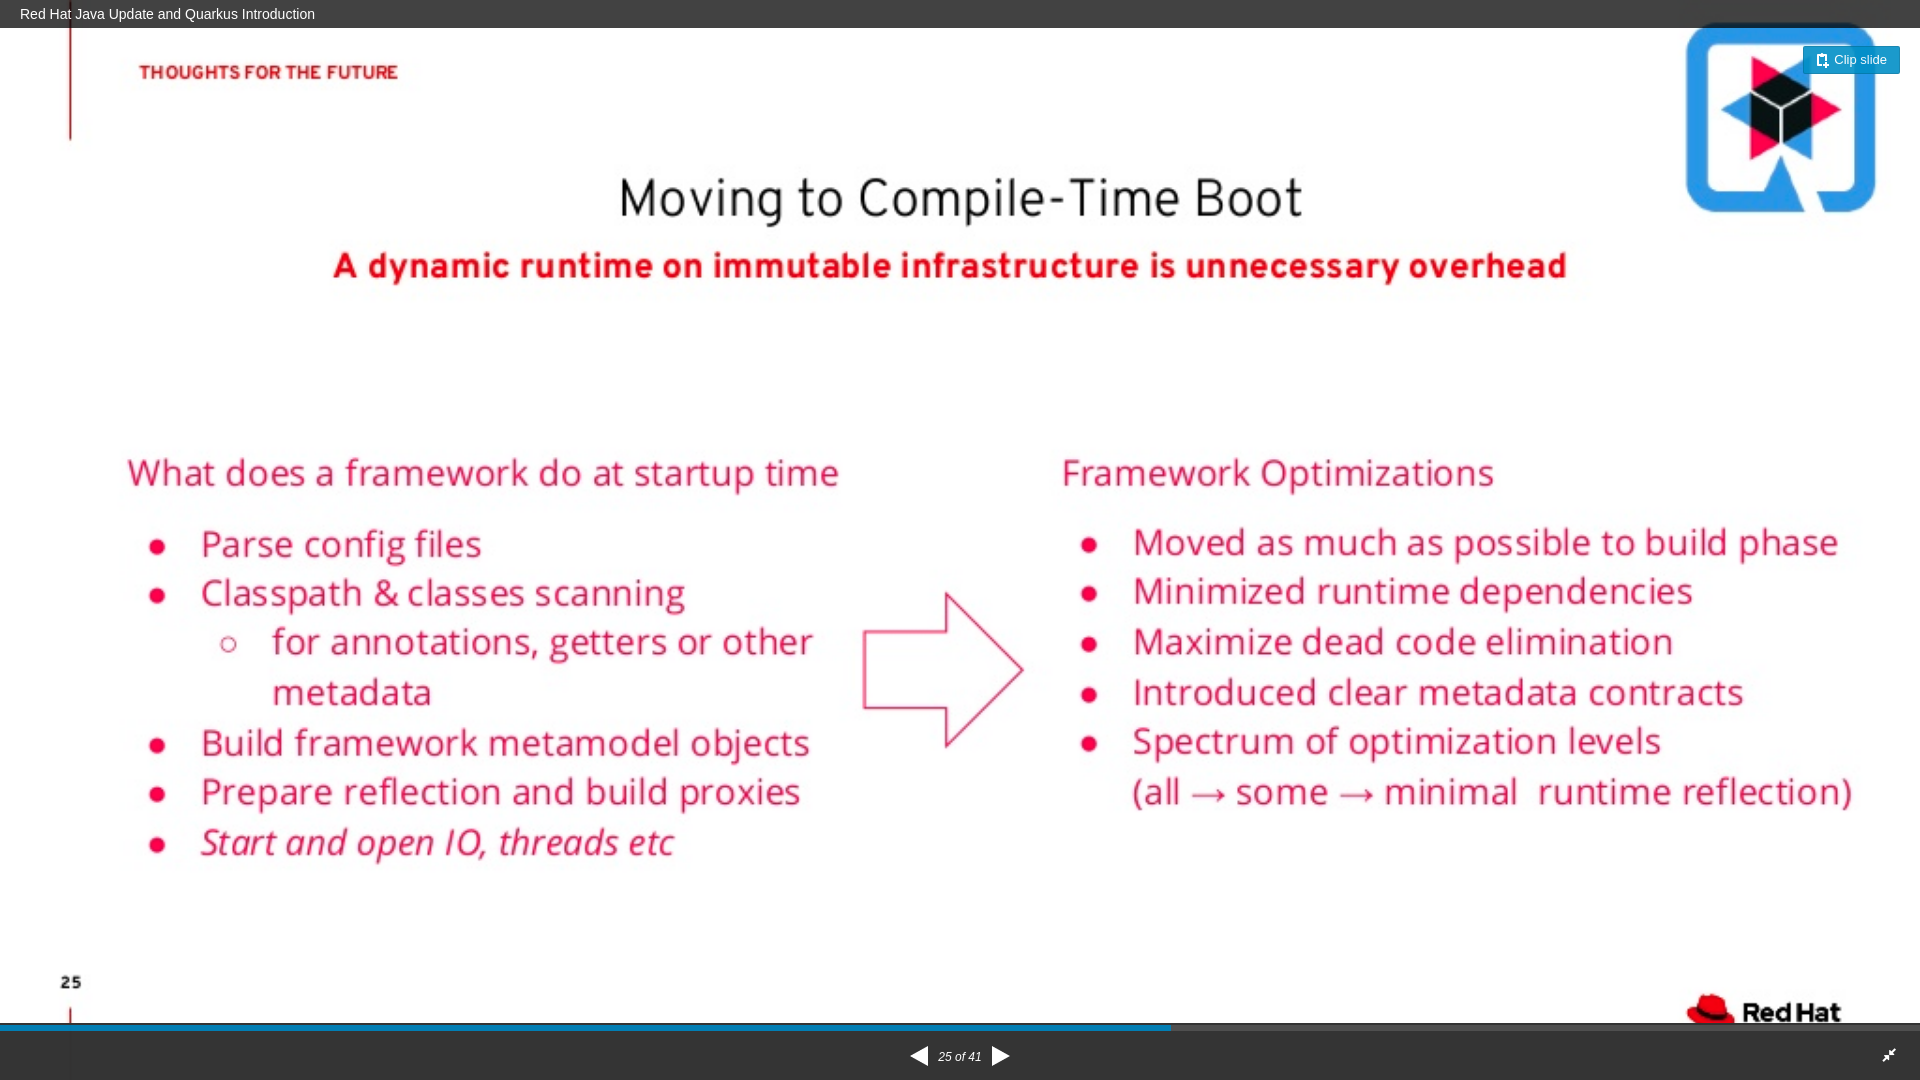 Red Hat Java Update and Quarkus Introduction
Clip slide
THOUGHTS FOR THE FUTURE
Moving to Compile-Time Boot
A dynamic runtime on immutable infrastructure is unnecessary overhead
What does a framework do at startup time
● Parse config files
● Classpath & classes scanning
○ for annotations, getters or other
metadata
● Build framework metamodel objects
● Prepare reflection and build proxies
● Start and open IO, threads etc
Framework Optimizations
● Moved as much as possible to build phase
● Minimized runtime dependencies
● Maximize dead code elimination
● Introduced clear metadata contracts
● Spectrum of optimization levels
(all → some → minimal runtime reflection)
25
Red Hat
25 of 41